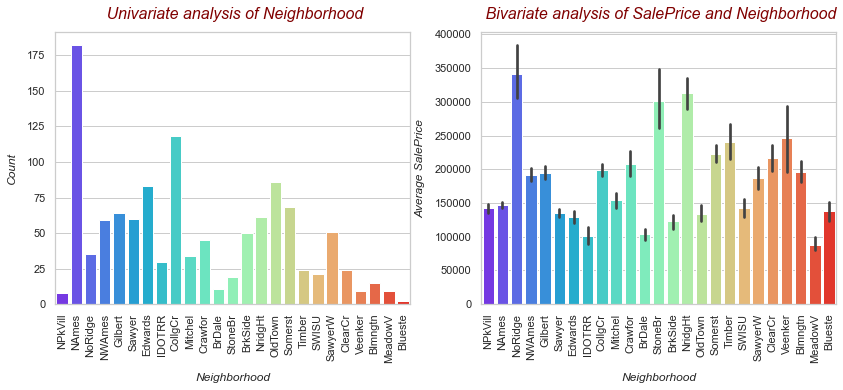 Univariate analysis of Neighborhood
Count
175
150
125
100
75
50
25
0
NPkVill
NAmes
NoRidge
NWAmes
Gilbert
Sawyer
Edwards
IDOTRR
CollgCr
Mitchel
Crawfor
BrDale
StoneBr
BrkSide
NridgHt
OldTown
Somerst
Timber
SWISU
SawyerW
ClearCr
Veenker
Blmngtn
MeadowV
Blueste
Neighborhood
Bivariate analysis of SalePrice and Neighborhood
Average SalePrice
400000
350000
300000
250000
200000
150000
100000
50000
0
NPkVill
NAmes
NoRidge
NWAmes
Gilbert
Sawyer
Edwards
IDOTRR
CollgCr
Mitchel
Crawfor
BrDale
StoneBr
BrkSide
NridgHt
OldTown
Somerst
Timber
SWISU
SawyerW
ClearCr
Veenker
Blmngtn
MeadowV
Blueste
Neighborhood